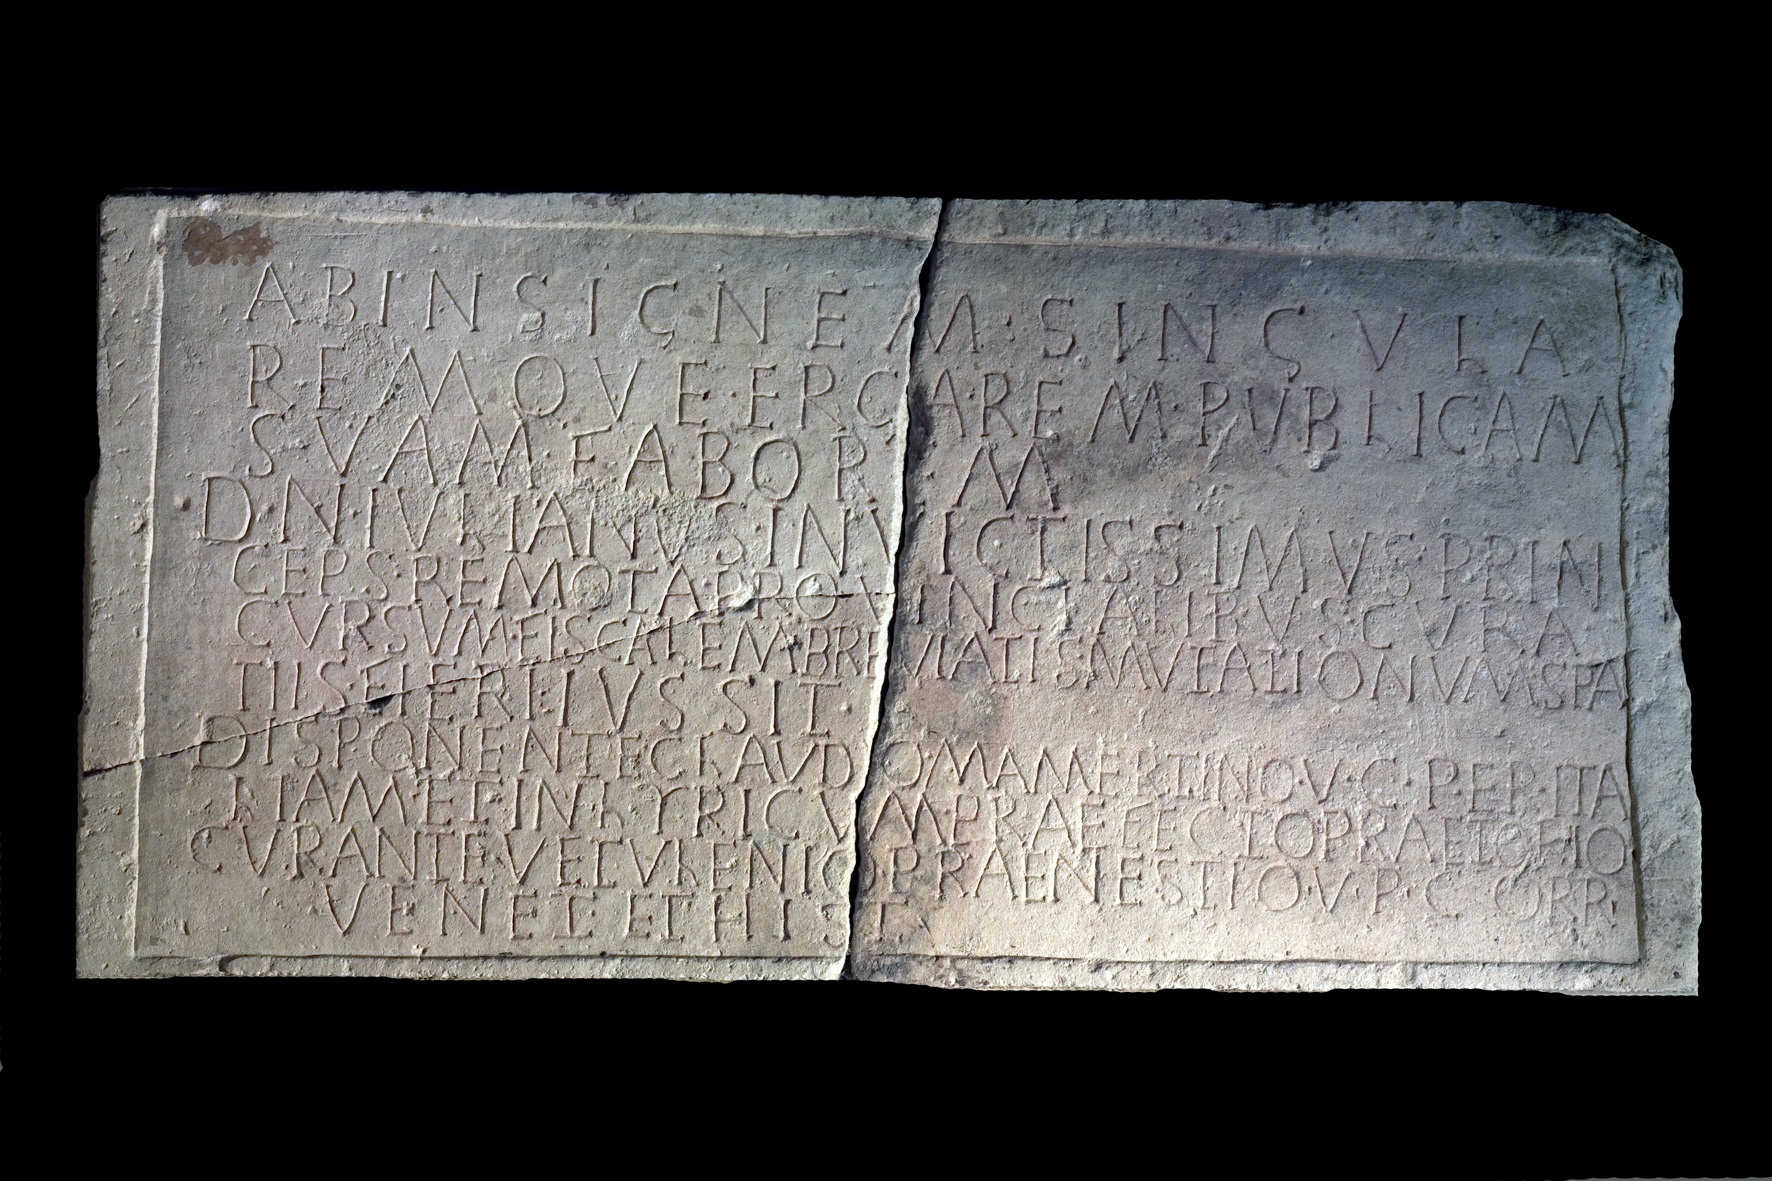 AB INSIGNEM·SINGVLA
REMQVE·ERGA·REM·PVBLICAM
SVAM FABOREM
D·N·IVLIANVS·INVICTISSIMVS PRIN
CEPS·REMOTA PROVINCIALIBVS CVRA
CVRSVM FISCALEM BREVIATIS MVTATIONVM SPA
TIIS FIERI IVSSIT·
DISPONENTE CLAVDIO MAMERTINO V·C·PER·ITA
LIAM ET INLYRICVM PRAEFECTO PRAETORIO
CVRANTE VETVRENIO PRAENESTIO V·P·CORR·
VENET·ET HIST·